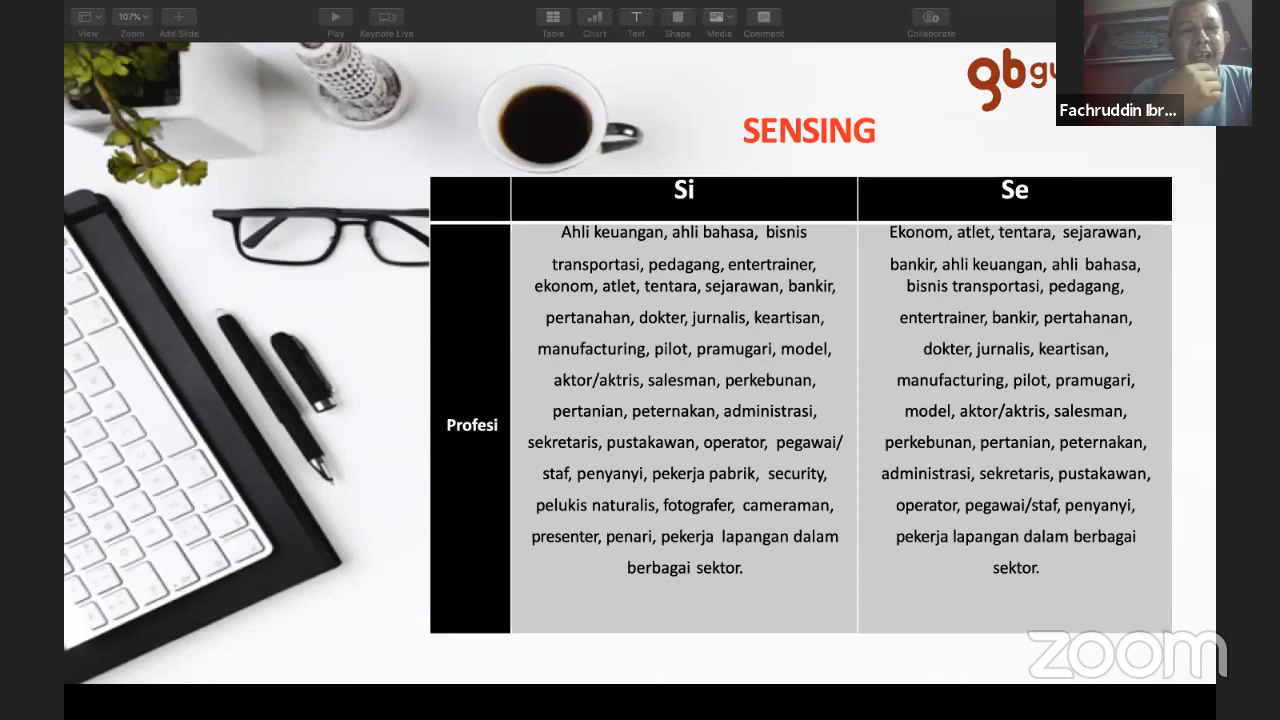 View
107%
Zoom
Add Slide
Play
Keynote Live
Table
Chart
Text
Shape
Media
Comment
Collaborate
gb gu
Fachruddin Ibr...
SENSING
Si
Se
Profesi
Ahli keuangan, ahli bahasa, bisnis
transportasi, pedagang, entertrainer,
ekonom, atlet, tentara, sejarawan, bankir,
pertanahan, dokter, jurnalis, keartisan,
manufacturing, pilot, pramugari, model,
aktor/aktris, salesman, perkebunan,
pertanian, peternakan, administrasi,
sekretaris, pustakawan, operator, pegawai/
staf, penyanyi, pekerja pabrik, security,
pelukis naturalis, fotografer, cameraman,
presenter, penari, pekerja lapangan dalam
berbagai sektor.
Ekonom, atlet, tentara, sejarawan,
bankir, ahli keuangan, ahli bahasa,
bisnis transportasi, pedagang,
entertrainer, bankir, pertahanan,
dokter, jurnalis, keartisan,
manufacturing, pilot, pramugari,
model, aktor/aktris, salesman,
perkebunan, pertanian, peternakan,
administrasi, sekretaris, pustakawan,
operator, pegawai/staf, penyanyi,
pekerja lapangan dalam berbagai
sektor.
zoom